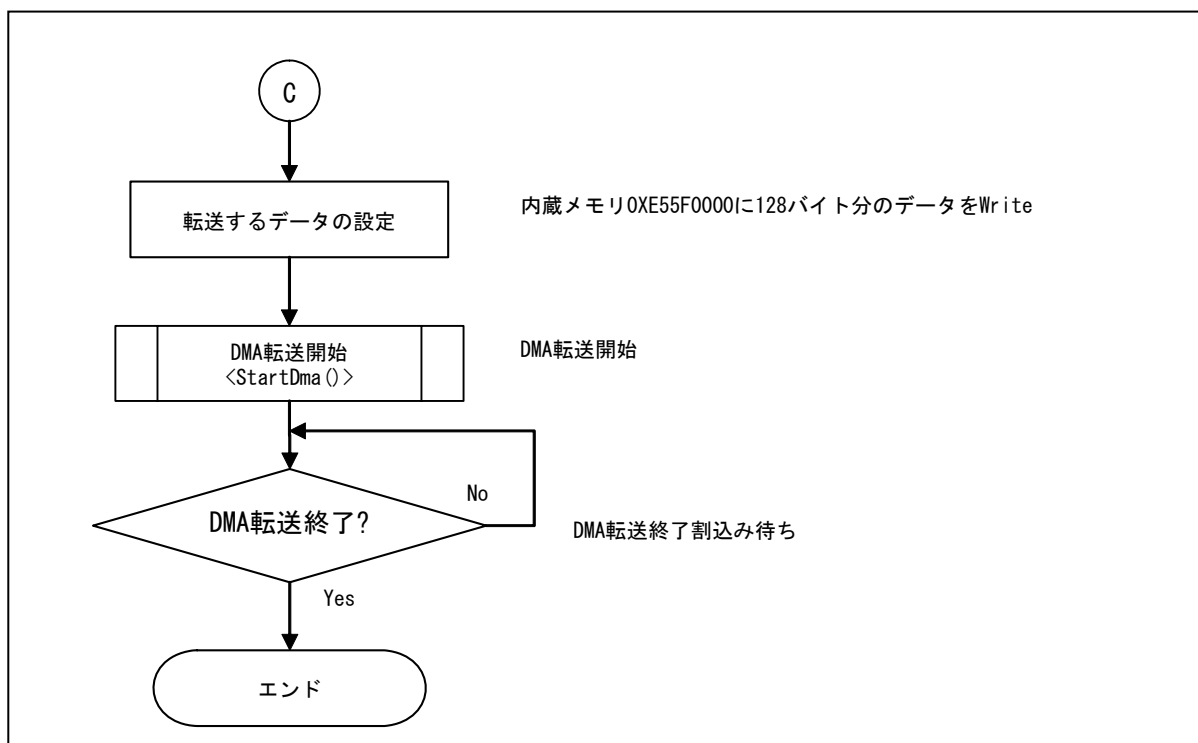 C
転送するデータの設定
内蔵メモリ0XE55F0000に128バイト分のデータをWrite
DMA転送開始
<StartDma()>
DMA転送開始
DMA転送終了?
No
DMA転送終了割込み待ち
Yes
エンド